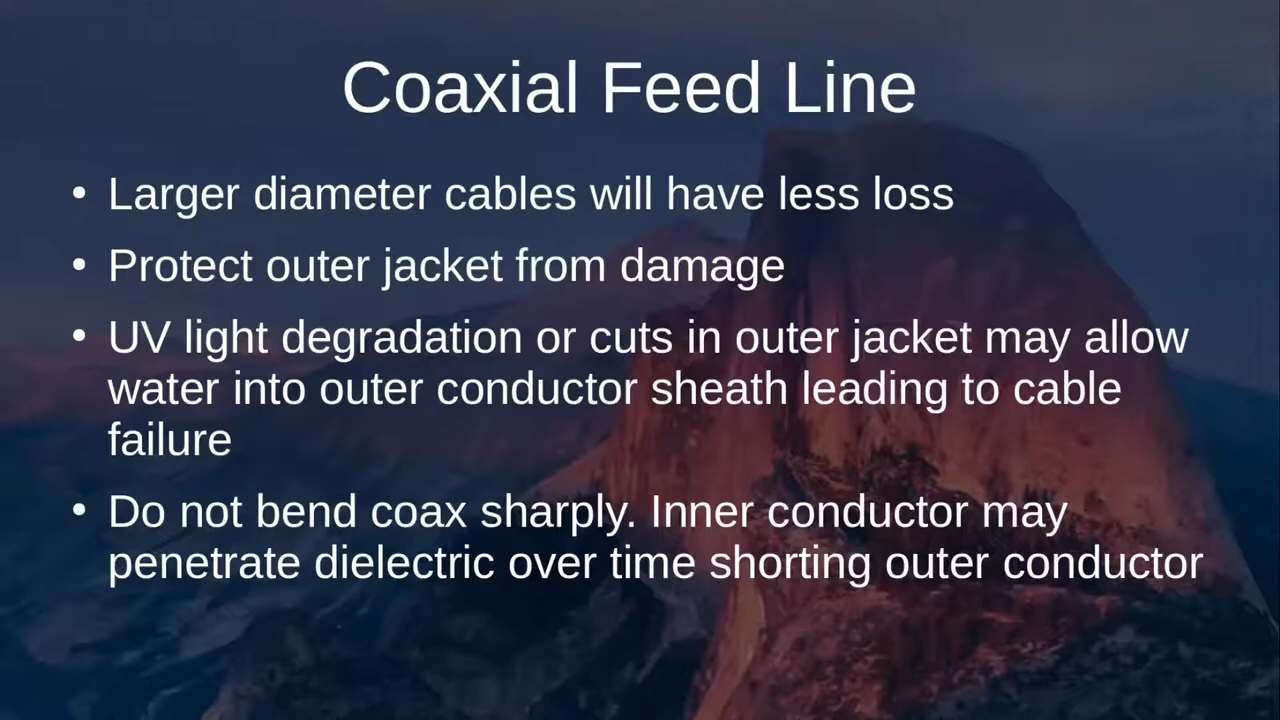 Coaxial Feed Line
• Larger diameter cables will have less loss
• Protect outer jacket from damage
• UV light degradation or cuts in outer jacket may allow
water into outer conductor sheath leading to cable
failure
• Do not bend coax sharply. Inner conductor may
penetrate dielectric over time shorting outer conductor